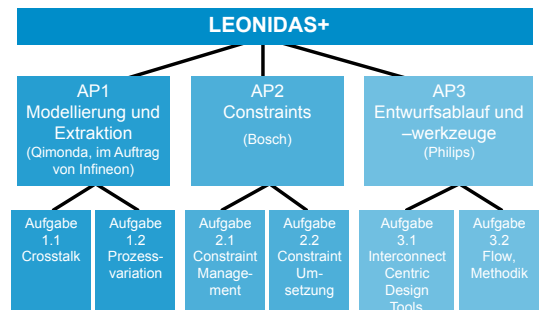 LEONIDAS+
AP1
Modellierung und
Extraktion
(Qimonda, im Auftrag
von Infineon)
AP2
Constraints
(Bosch)
AP3
Entwurfsablauf und
–werkzeuge
(Philips)
Aufgabe
1.1
Crosstalk
Aufgabe
1.2
Prozess-
variation
Aufgabe
2.1
Constraint
Manage-
ment
Aufgabe
2.2
Constraint
Um-
setzung
Aufgabe
3.1
Interconnect
Centric
Design
Tools
Aufgabe
3.2
Flow,
Methodik